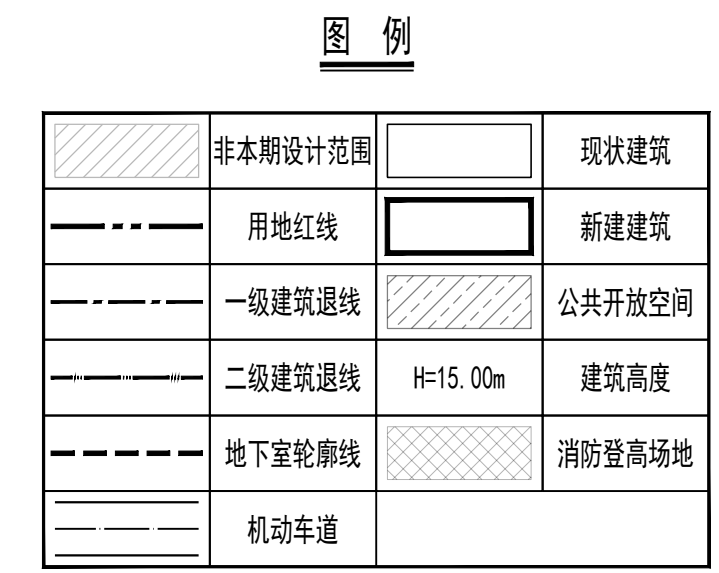 图 例
非本期设计范围 现状建筑
用地红线 新建建筑
一级建筑退线 公共开放空间
二级建筑退线 H=15.00m 建筑高度
地下室轮廓线 消防登高场地
机动车道